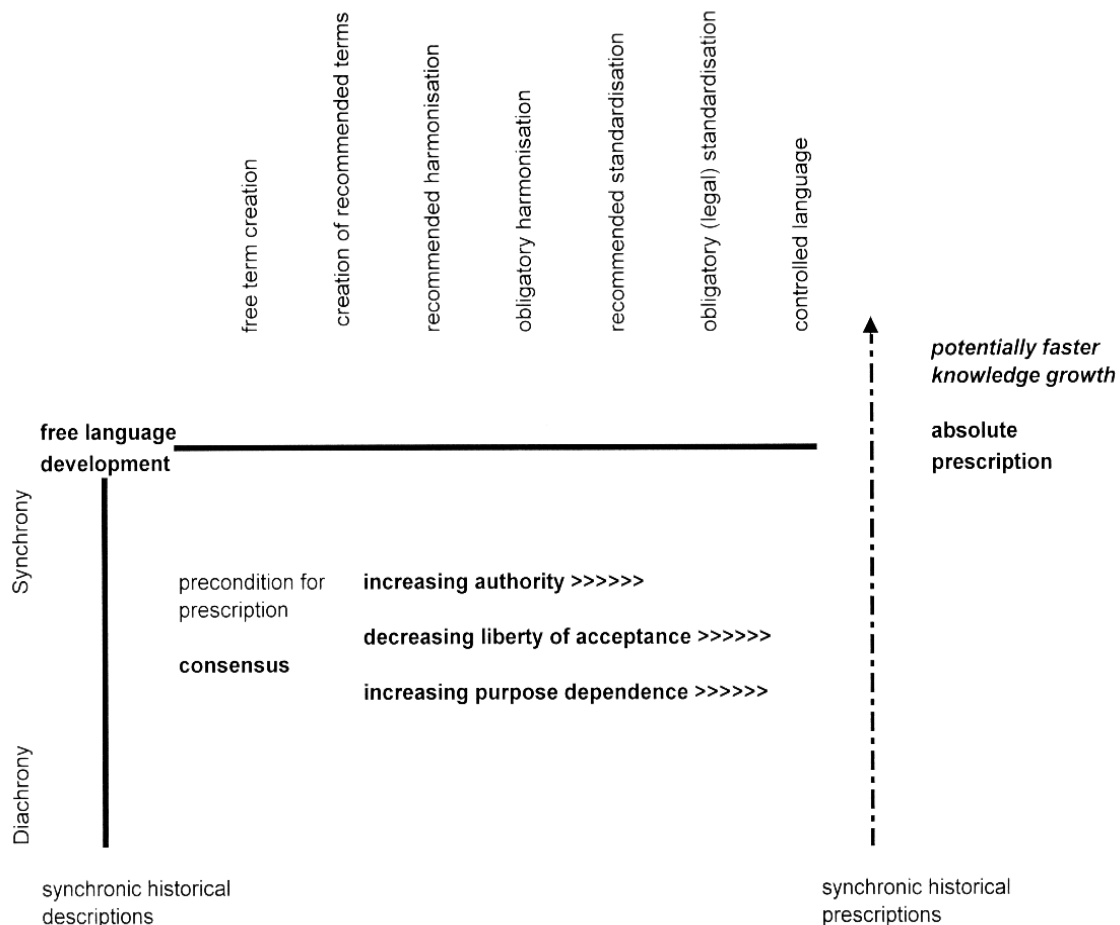 free term creation
creation of recommended terms
recommended harmonisation
obligatory harmonisation
recommended standardisation
obligatory (legal) standardisation
controlled language
potentially faster
knowledge growth
free language
development
absolute
prescription
Synchrony
precondition for
prescription
increasing authority >>>>>>
decreasing liberty of acceptance >>>>>>
consensus
increasing purpose dependence >>>>>>
Diachrony
synchronic historical
descriptions
synchronic historical
prescriptions